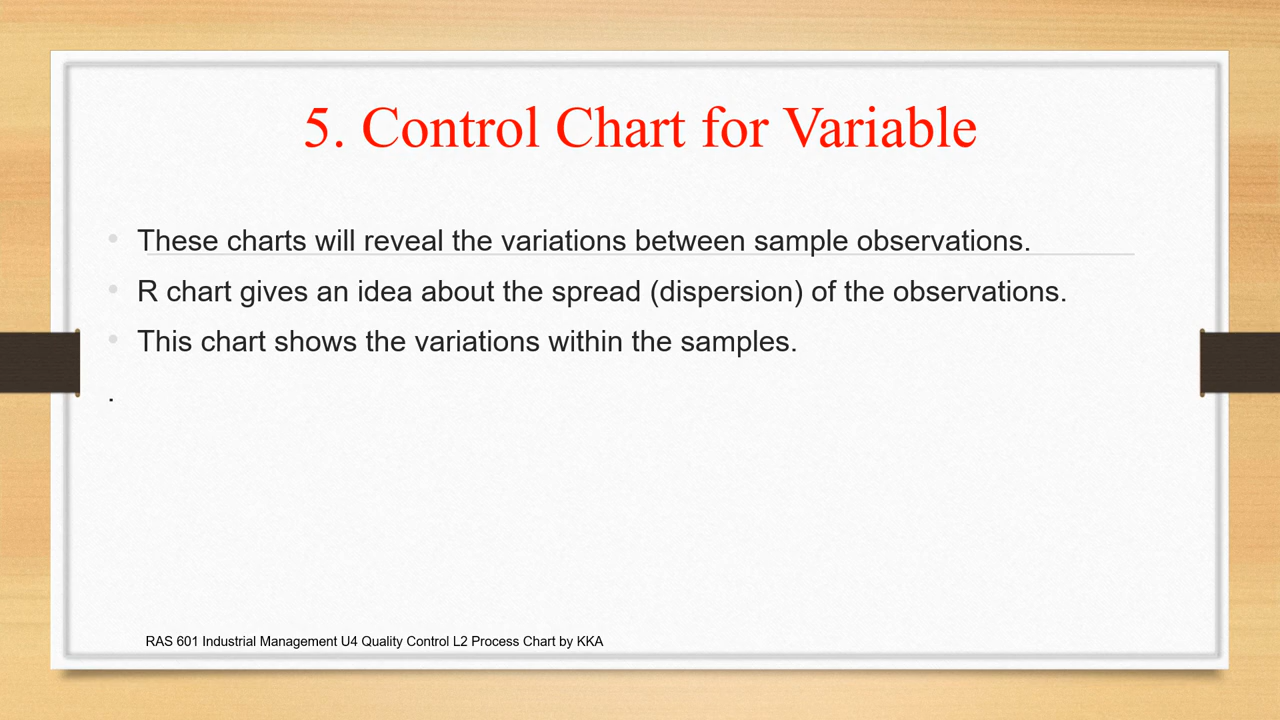 5. Control Chart for Variable
• These charts will reveal the variations between sample observations.
• R chart gives an idea about the spread (dispersion) of the observations.
• This chart shows the variations within the samples.
.
RAS 601 Industrial Management U4 Quality Control L2 Process Chart by KKA